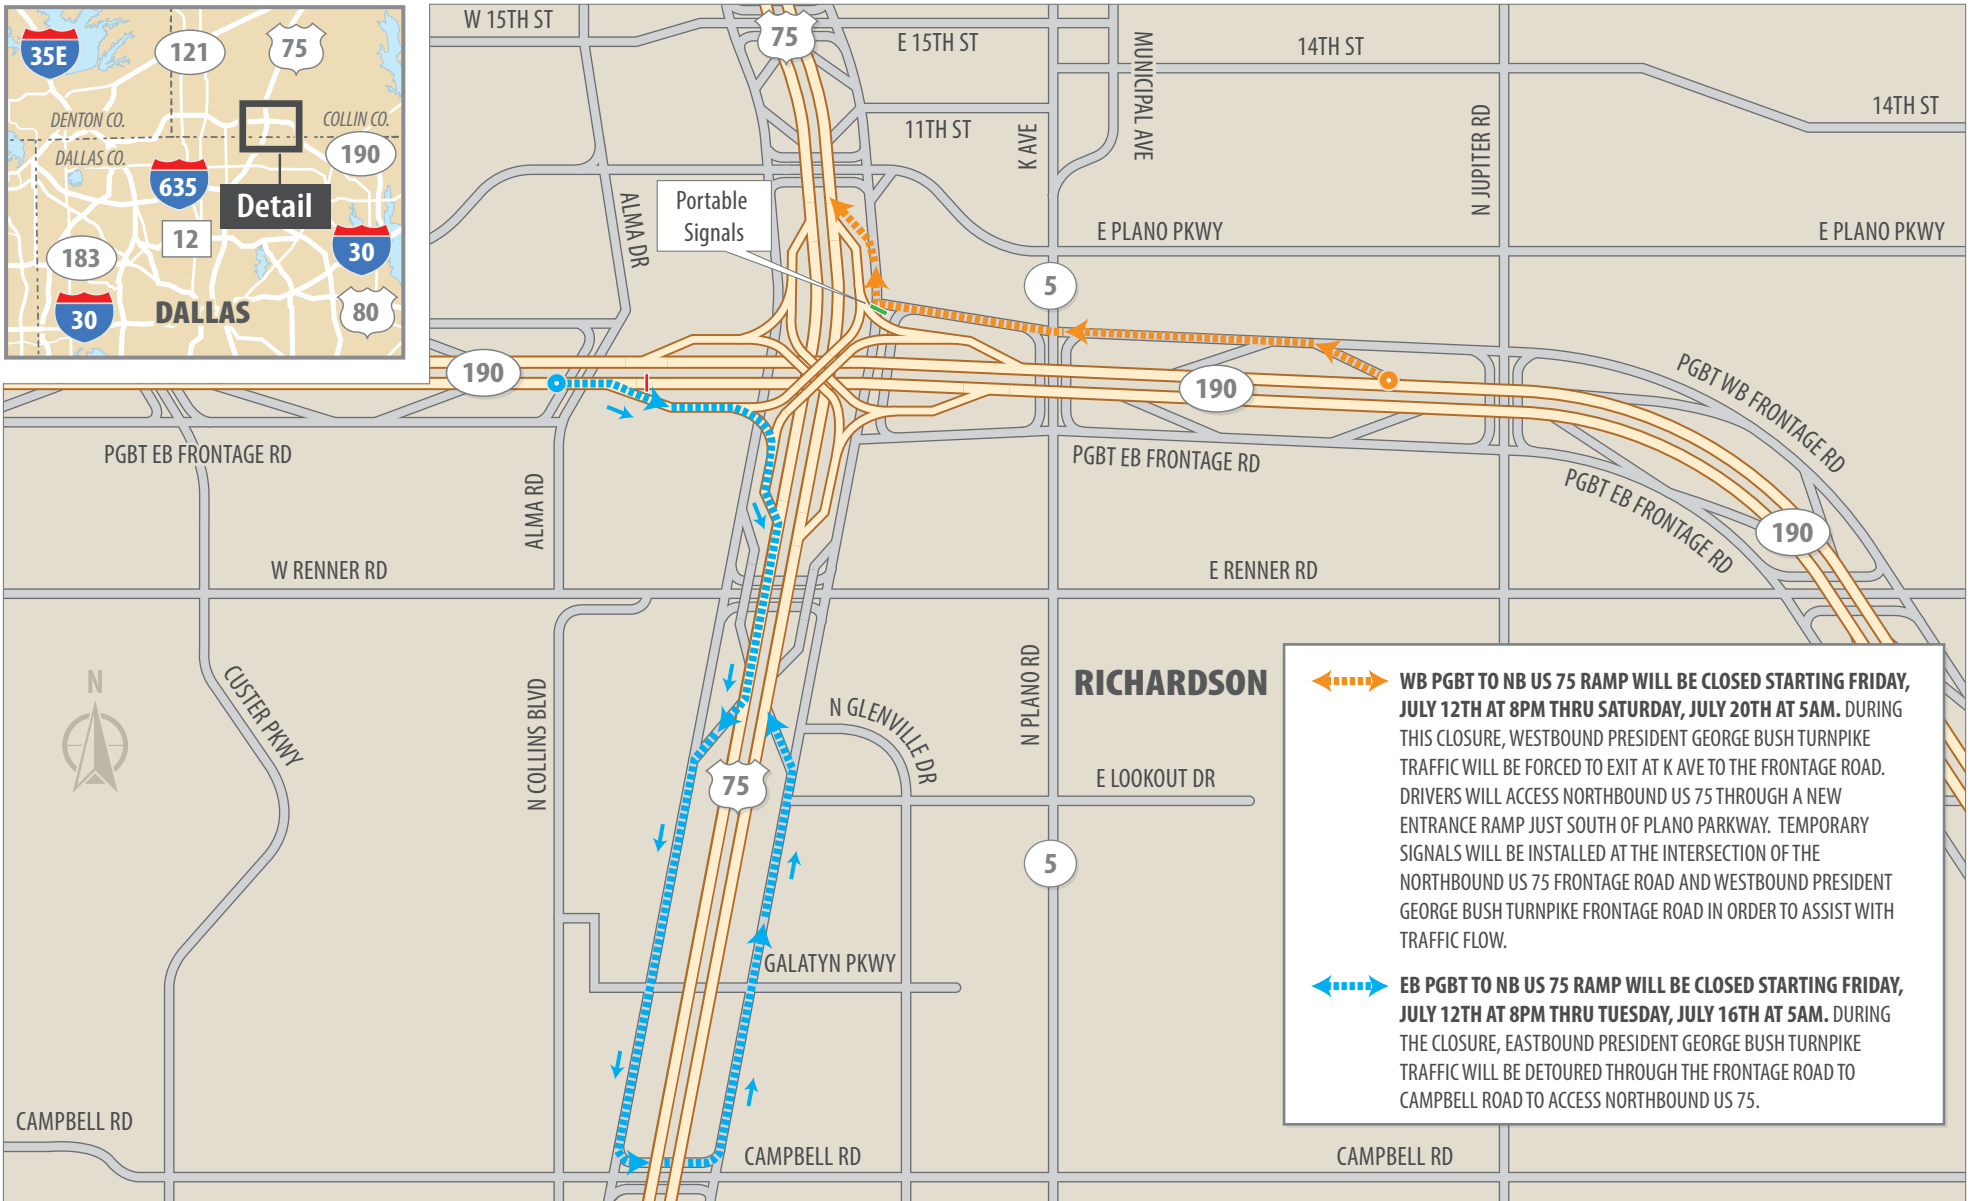 35E
121
75
DENTON CO.
COLLIN CO.
DALLAS CO.
190
635
Detail
12
183
30
30
DALLAS
80
W 15TH ST
75
E 15TH ST
MUNICIPAL AVE
14TH ST
14TH ST
11TH ST
K AVE
N JUPITER RD
ALMA DR
Portable
Signals
E PLANO PKWY
E PLANO PKWY
5
190
190
PGBT WB FRONTAGE RD
PGBT EB FRONTAGE RD
PGBT EB FRONTAGE RD
PGBT EB FRONTAGE RD
190
ALMA RD
W RENNER RD
E RENNER RD
N
CUSTER PKWY
N COLLINS BLVD
N GLENVILLE DR
N PLANO RD
RICHARDSON
75
E LOOKOUT DR
5
GALATYN PKWY
CAMPBELL RD
CAMPBELL RD
CAMPBELL RD
WB PGBT TO NB US 75 RAMP WILL BE CLOSED STARTING FRIDAY,
JULY 12TH AT 8PM THRU SATURDAY, JULY 20TH AT 5AM. DURING
THIS CLOSURE, WESTBOUND PRESIDENT GEORGE BUSH TURNPIKE
TRAFFIC WILL BE FORCED TO EXIT AT K AVE TO THE FRONTAGE ROAD.
DRIVERS WILL ACCESS NORTHBOUND US 75 THROUGH A NEW
ENTRANCE RAMP JUST SOUTH OF PLANO PARKWAY. TEMPORARY
SIGNALS WILL BE INSTALLED AT THE INTERSECTION OF THE
NORTHBOUND US 75 FRONTAGE ROAD AND WESTBOUND PRESIDENT
GEORGE BUSH TURNPIKE FRONTAGE ROAD IN ORDER TO ASSIST WITH
TRAFFIC FLOW.
EB PGBT TO NB US 75 RAMP WILL BE CLOSED STARTING FRIDAY,
JULY 12TH AT 8PM THRU TUESDAY, JULY 16TH AT 5AM. DURING
THE CLOSURE, EASTBOUND PRESIDENT GEORGE BUSH TURNPIKE
TRAFFIC WILL BE DETOURED THROUGH THE FRONTAGE ROAD TO
CAMPBELL ROAD TO ACCESS NORTHBOUND US 75.